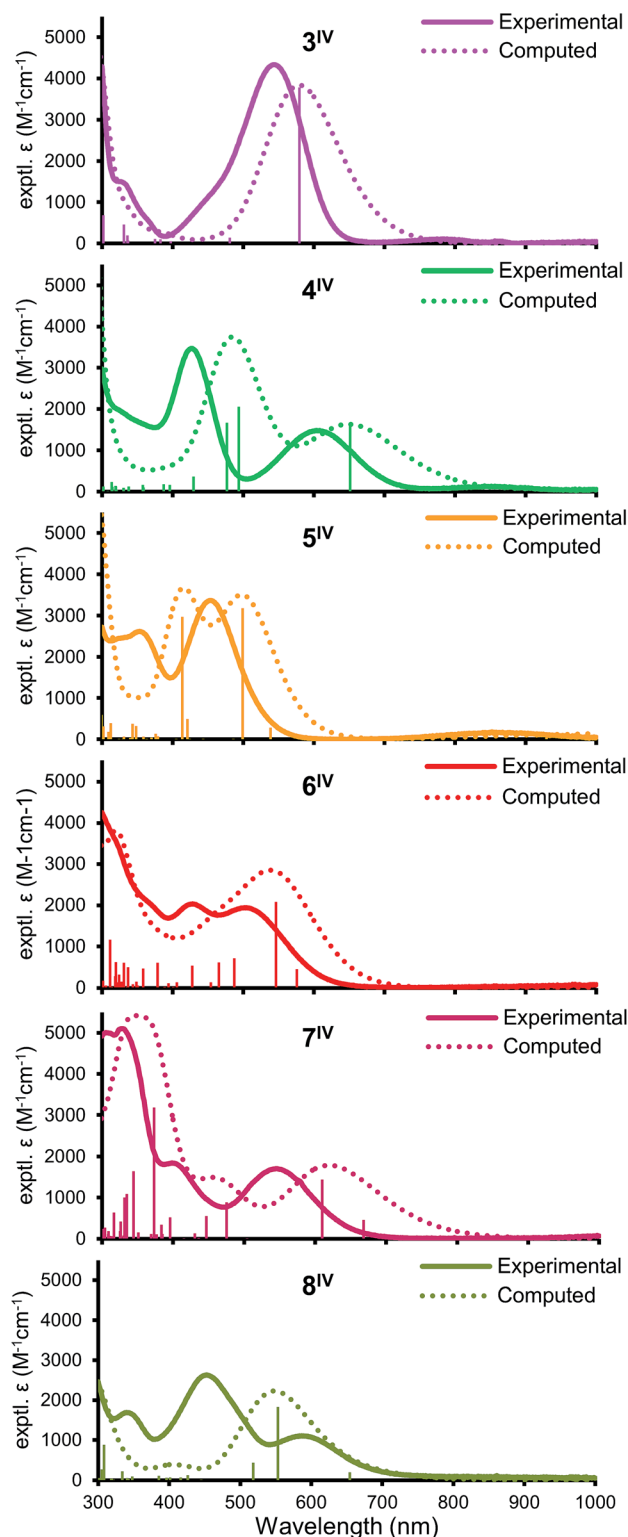 5000
4000
3000
2000
1000
0
exptl. ε (M⁻¹cm⁻¹)
3ᴵⱽ
Experimental
Computed
5000
4000
3000
2000
1000
0
exptl. ε (M⁻¹cm⁻¹)
4ᴵⱽ
Experimental
Computed
5000
4000
3000
2000
1000
0
exptl. ε (M⁻¹cm⁻¹)
5ᴵⱽ
Experimental
Computed
5000
4000
3000
2000
1000
0
exptl. ε (M-1cm-1)
6ᴵⱽ
Experimental
Computed
5000
4000
3000
2000
1000
0
exptl. ε (M⁻¹cm⁻¹)
7ᴵⱽ
Experimental
Computed
5000
4000
3000
2000
1000
0
exptl. ε (M⁻¹cm⁻¹)
8ᴵⱽ
Experimental
Computed
300 400 500 600 700 800 900 1000
Wavelength (nm)